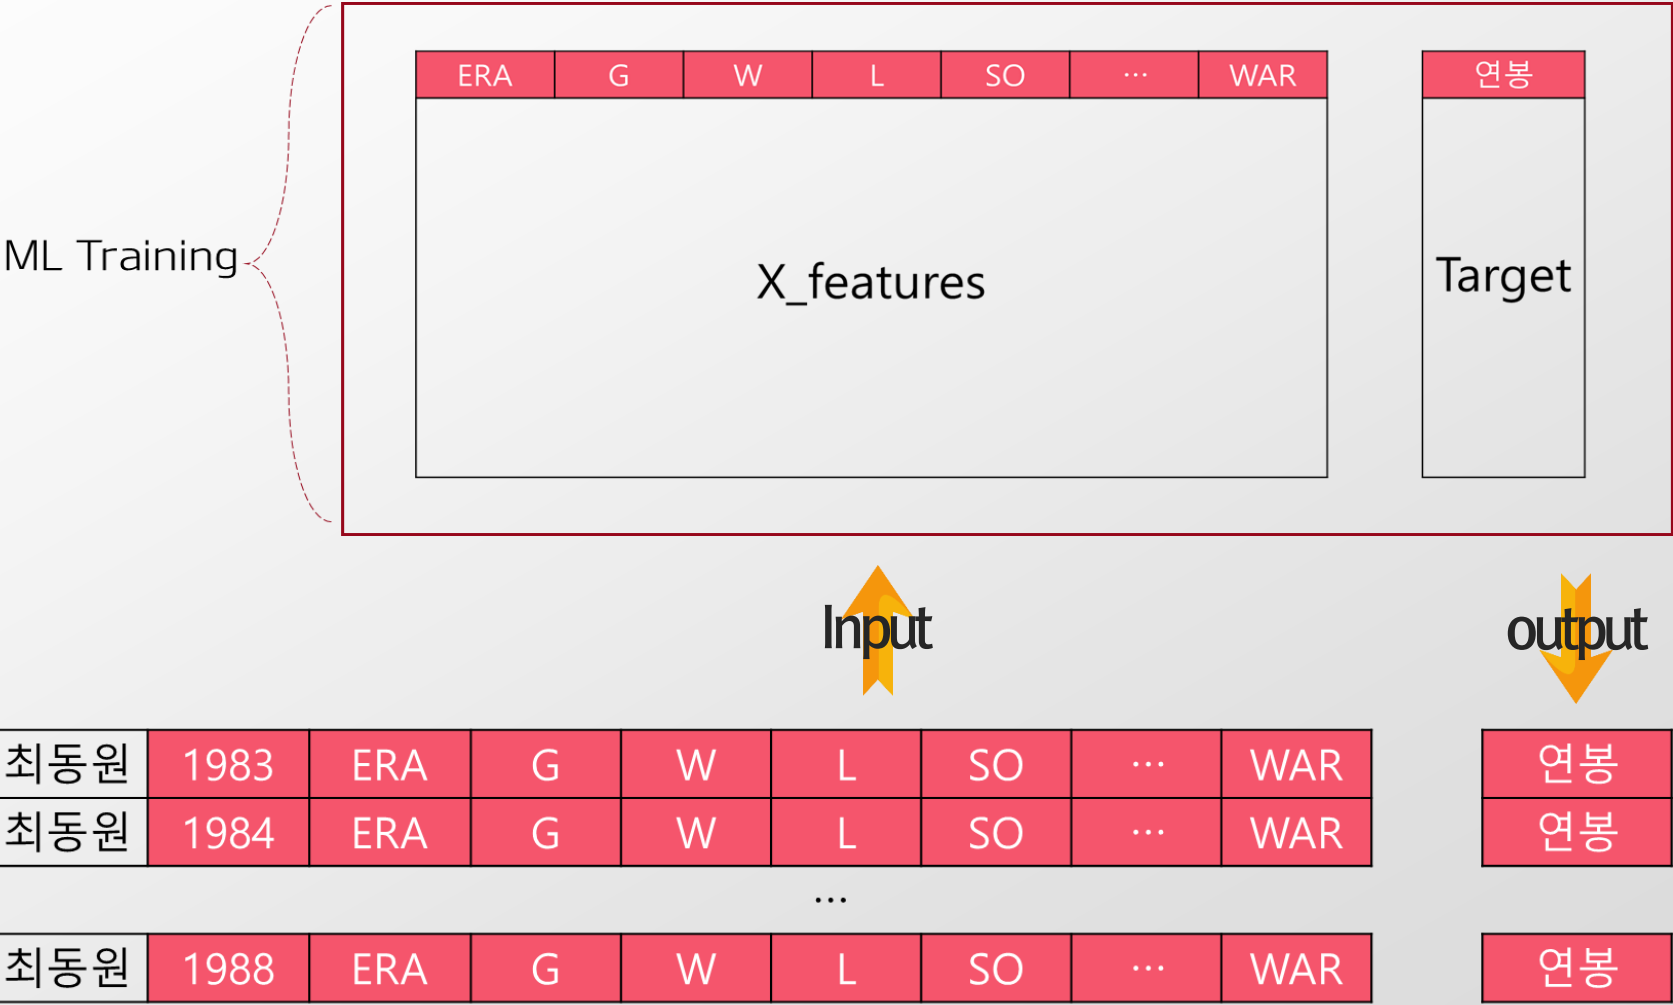 ERA G W L SO ... WAR 연봉
ML Training
X_features
Target
Input
output
최동원 1983 ERA G W L SO ... WAR 연봉
최동원 1984 ERA G W L SO ... WAR 연봉
...
최동원 1988 ERA G W L SO ... WAR 연봉